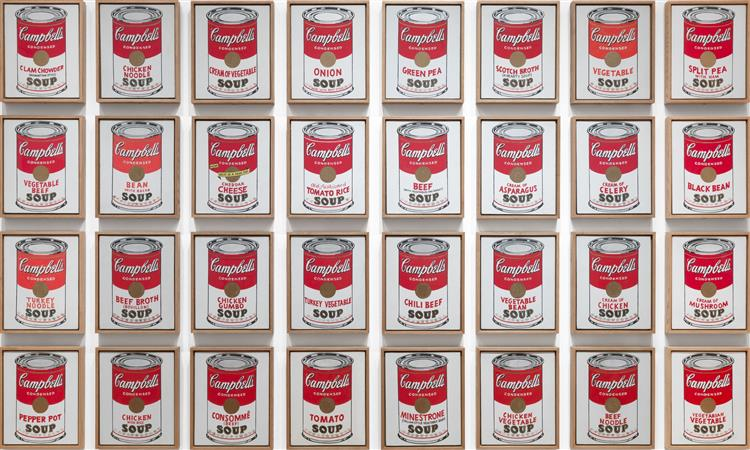 Campbell's
CONDENSED
CLAM CHOWDER
SOUP
Campbell's
CONDENSED
CHICKEN
NOODLE
SOUP
Campbell's
CONDENSED
CREAM OF VEGETABLE
SOUP
Campbell's
CONDENSED
ONION
SOUP
Campbell's
CONDENSED
GREEN PEA
SOUP
Campbell's
CONDENSED
SCOTCH BROTH
SOUP
Campbell's
CONDENSED
VEGETABLE
SOUP
Campbell's
CONDENSED
SPLIT PEA
WITH HAM
SOUP
Campbell's
CONDENSED
VEGETABLE
BEEF
SOUP
Campbell's
CONDENSED
BEAN
WITH BACON
SOUP
Campbell's
CONDENSED
CHEDDAR
CHEESE
SOUP
Campbell's
CONDENSED
Old Fashioned
TOMATO RICE
SOUP
Campbell's
CONDENSED
BEEF
SOUP
Campbell's
CONDENSED
CREAM OF
ASPARAGUS
SOUP
Campbell's
CONDENSED
CREAM OF
CELERY
SOUP
Campbell's
CONDENSED
BLACK BEAN
SOUP
Campbell's
CONDENSED
TURKEY
NOODLE
SOUP
Campbell's
CONDENSED
BEEF BROTH
(BOUILLON)
SOUP
Campbell's
CONDENSED
CHICKEN
GUMBO
SOUP
Campbell's
CONDENSED
TURKEY VEGETABLE
SOUP
Campbell's
CONDENSED
CHILI BEEF
SOUP
Campbell's
CONDENSED
VEGETABLE
BEAN
SOUP
Campbell's
CONDENSED
CREAM OF
CHICKEN
SOUP
Campbell's
CONDENSED
CREAM OF
MUSHROOM
SOUP
Campbell's
CONDENSED
PEPPER POT
SOUP
Campbell's
CONDENSED
CHICKEN
WITH RICE
SOUP
Campbell's
CONDENSED
CONSOMMÉ
(BEEF)
SOUP
Campbell's
CONDENSED
TOMATO
SOUP
Campbell's
CONDENSED
MINESTRONE
SOUP
Campbell's
CONDENSED
CHICKEN
VEGETABLE
SOUP
Campbell's
CONDENSED
BEEF
NOODLE
SOUP
Campbell's
CONDENSED
VEGETARIAN
VEGETABLE
SOUP